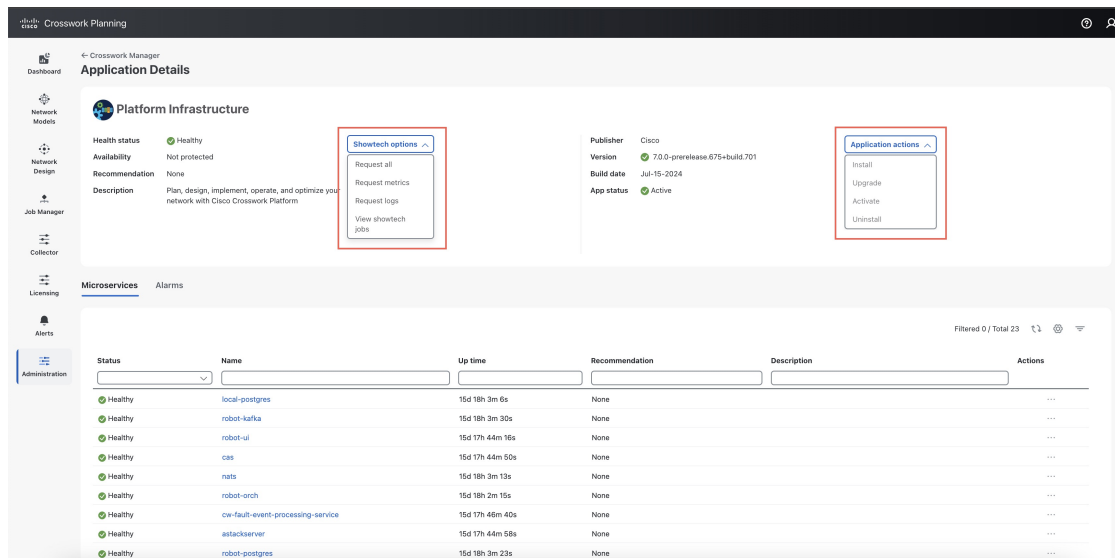 CISCO Crosswork Planning
Dashboard
Network
Models
Network
Design
Job Manager
Collector
Licensing
Alerts
Administration
← Crosswork Manager
Application Details
Platform Infrastructure
Health status Healthy
Availability Not protected
Recommendation None
Description Plan, design, implement, operate, and optimize your
network with Cisco Crosswork Platform
Showtech options
Request all
Request metrics
Request logs
View showtech
jobs
Publisher Cisco
Version 7.0.0-prerelease.675+build.701
Build date Jul-15-2024
App status Active
Application actions
Install
Upgrade
Activate
Uninstall
Microservices Alarms
Filtered 0 / Total 23
Status Name Up time Recommendation Description Actions
Healthy local-postgres 15d 18h 3m 6s None ...
Healthy robot-kafka 15d 18h 3m 30s None ...
Healthy robot-ui 15d 17h 44m 16s None ...
Healthy cas 15d 17h 44m 50s None ...
Healthy nats 15d 18h 3m 13s None ...
Healthy robot-orch 15d 18h 2m 15s None ...
Healthy cw-fault-event-processing-service 15d 17h 46m 40s None ...
Healthy astackserver 15d 17h 44m 58s None ...
Healthy robot-postgres 15d 18h 3m 23s None ...